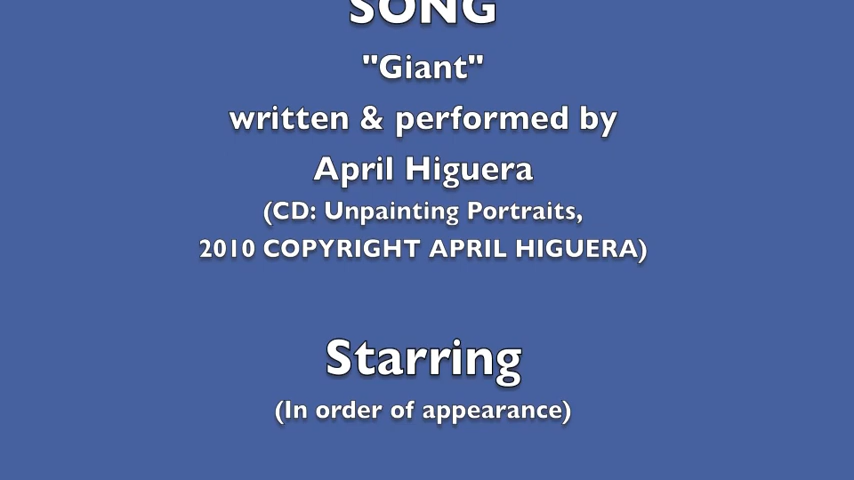 SONG
"Giant"
written & performed by
April Higuera
(CD: Unpainting Portraits,
2010 COPYRIGHT APRIL HIGUERA)
Starring
(In order of appearance)